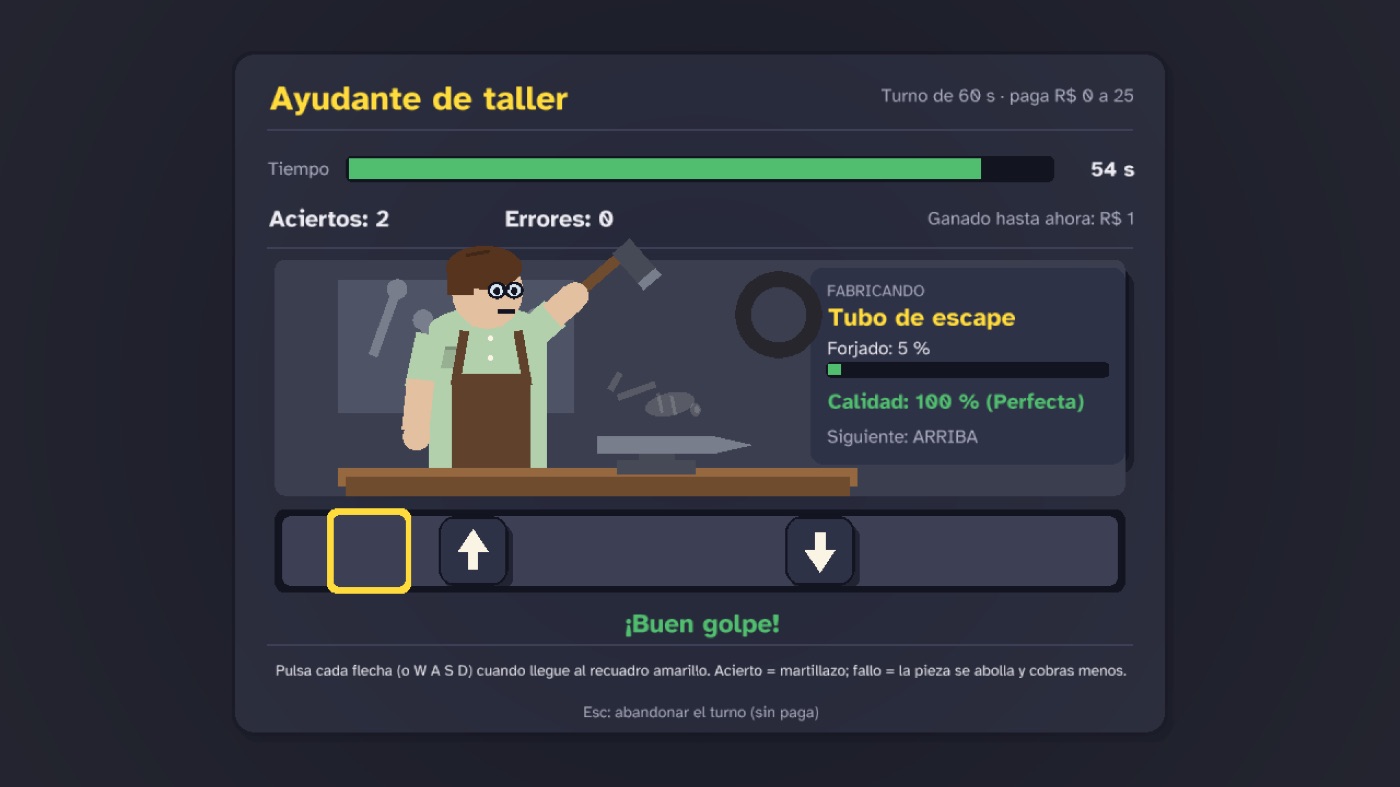 Ayudante de taller
Turno de 60 s · paga R$ 0 a 25
Tiempo
54 s
Aciertos: 2
Errores: 0
Ganado hasta ahora: R$ 1
FABRICANDO
Tubo de escape
Forjado: 5 %
Calidad: 100 % (Perfecta)
Siguiente: ARRIBA
¡Buen golpe!
Pulsa cada flecha (o W A S D) cuando llegue al recuadro amarillo. Acierto = martillazo; fallo = la pieza se abolla y cobras menos.
Esc: abandonar el turno (sin paga)